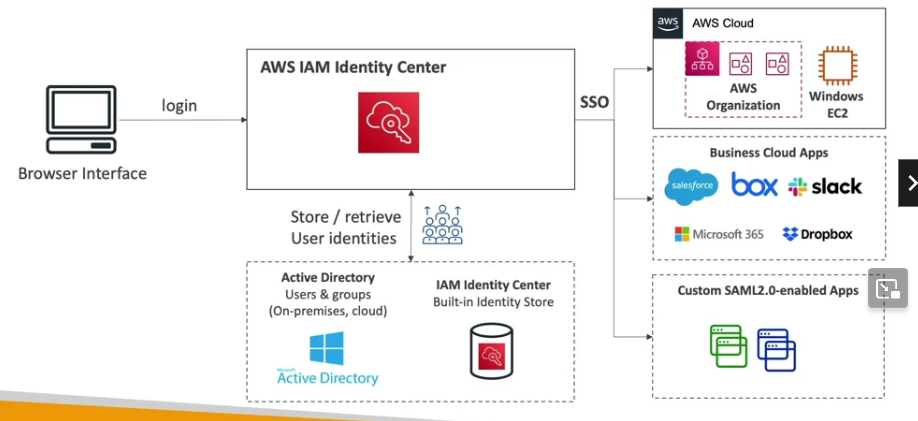 aws
AWS Cloud
AWS IAM Identity Center
AWS
Organization
Windows
EC2
login
SSO
Browser Interface
Business Cloud Apps
salesforce
box
slack
Microsoft 365
Dropbox
Store / retrieve
User identities
Active Directory
Users & groups
(On-premises, cloud)
Microsoft
Active Directory
IAM Identity Center
Built-in Identity Store
Custom SAML2.0-enabled Apps